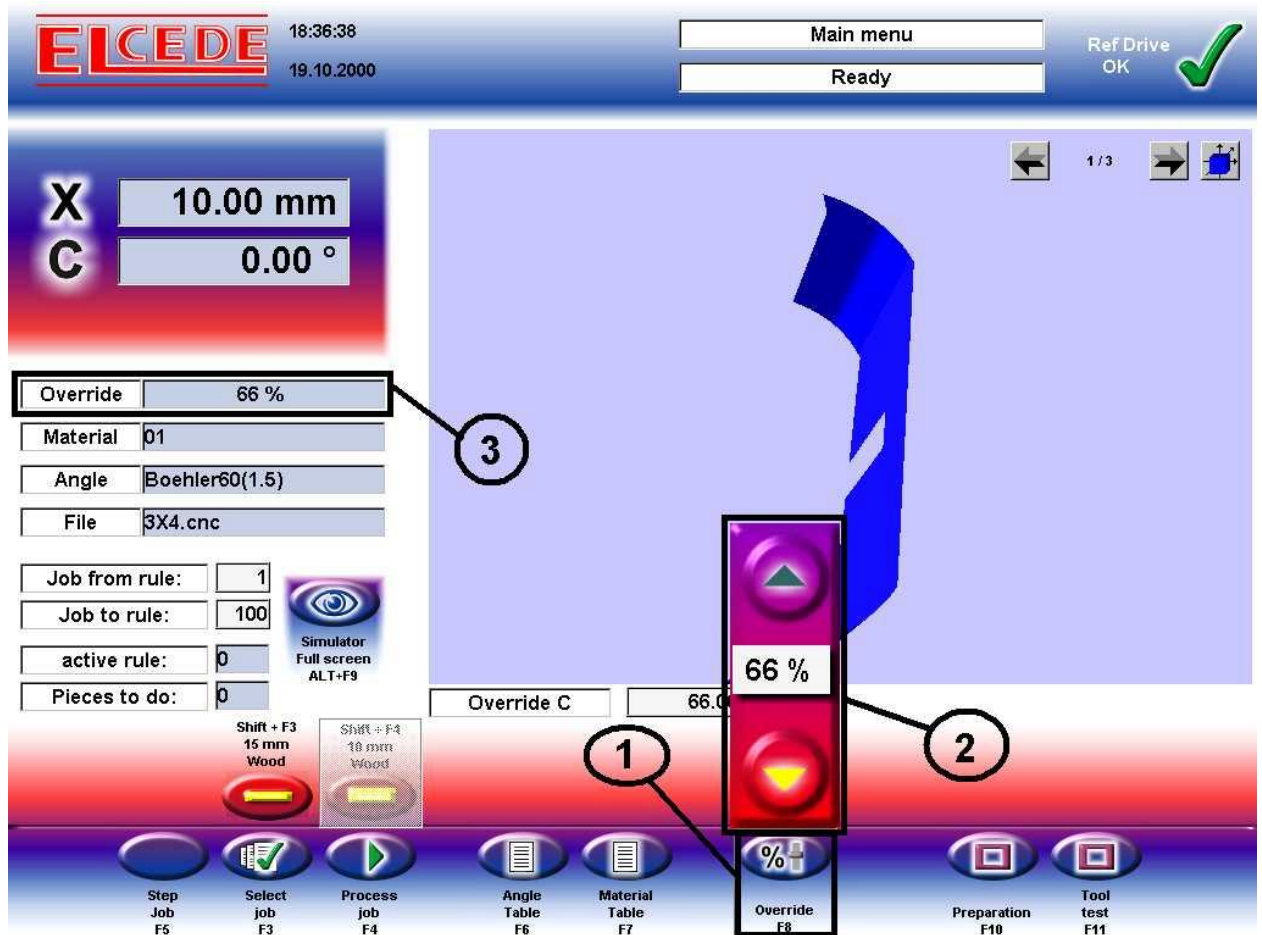 ELCEDE
18:36:38
19.10.2000
Main menu
Ready
Ref Drive
OK
1 / 3
X 10.00 mm
C 0.00 °
Override 66 %
Material 01
Angle Boehler60(1.5)
File 3X4.cnc
3
Job from rule: 1
Job to rule: 100
active rule: 0
Pieces to do: 0
Simulator
Full screen
ALT+F9
Override C 66.0
66 %
1
2
Shift + F3
15 mm
Wood
Shift + F4
10 mm
Wood
%
Step
Job
F5
Select
job
F3
Process
job
F4
Angle
Table
F6
Material
Table
F7
Override
F8
Preparation
F10
Tool
test
F11